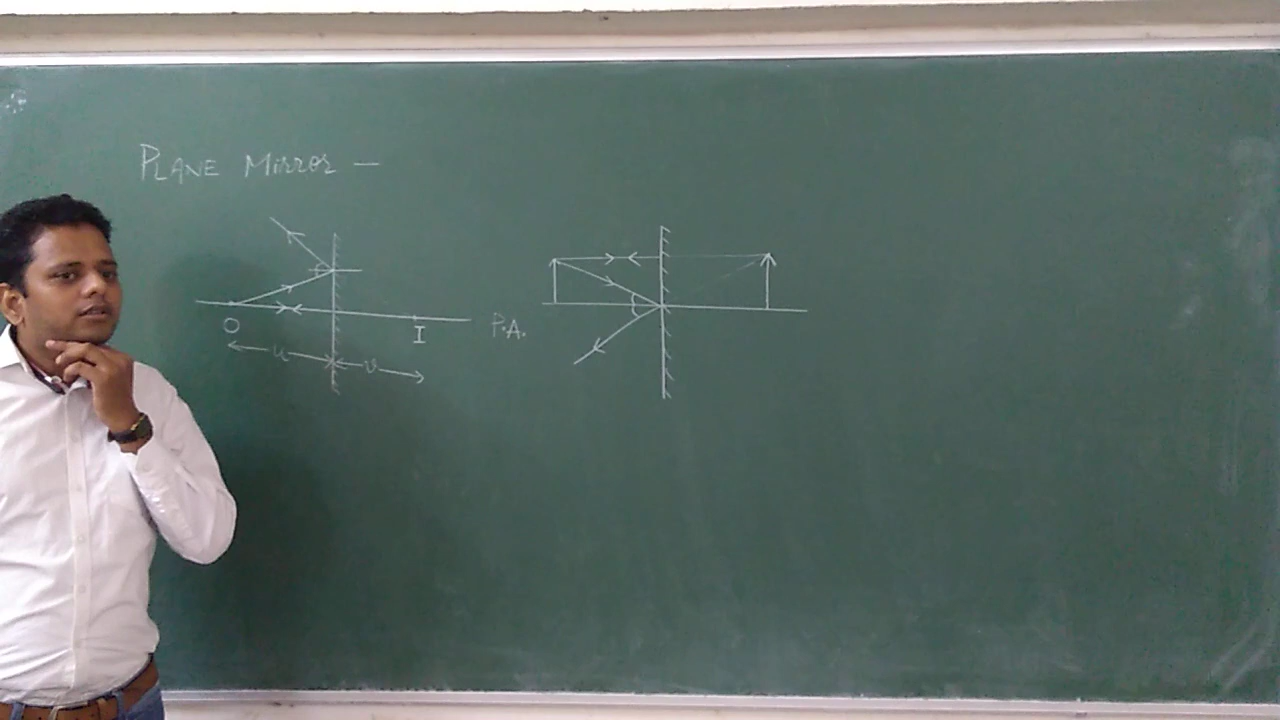 PLANE Mirror —
O
I
P.A.
u
v